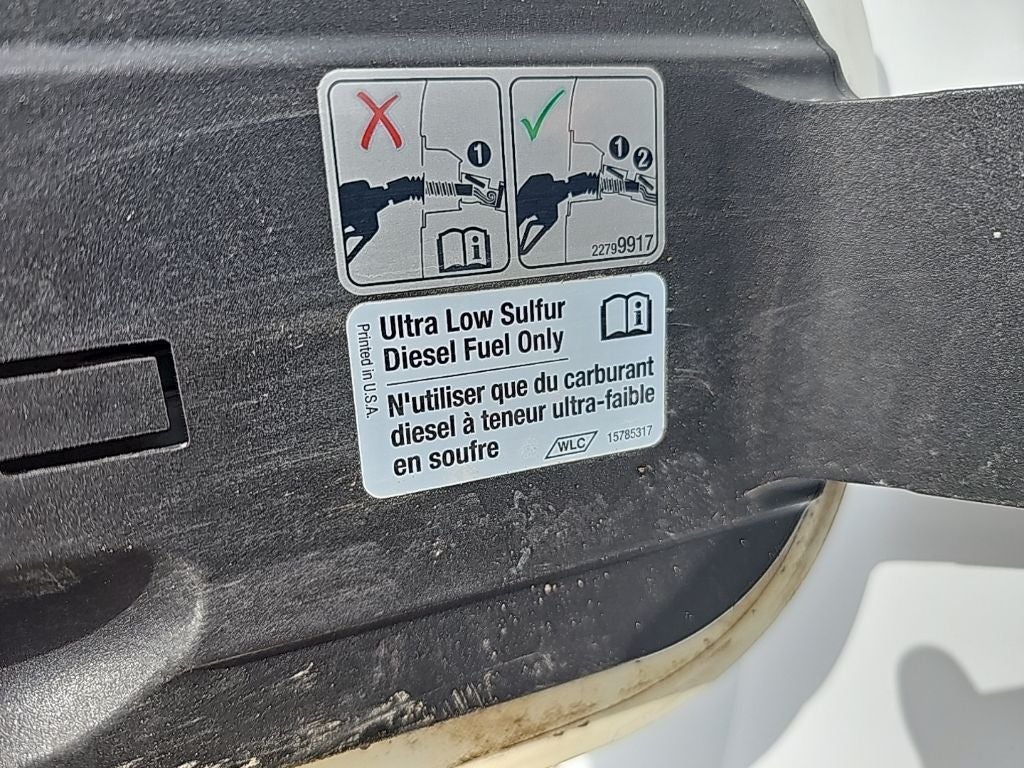 1
1 2
i
22799917
Printed in U.S.A.
Ultra Low Sulfur
Diesel Fuel Only
i
N'utiliser que du carburant
diesel à teneur ultra-faible
en soufre
WLC 15785317